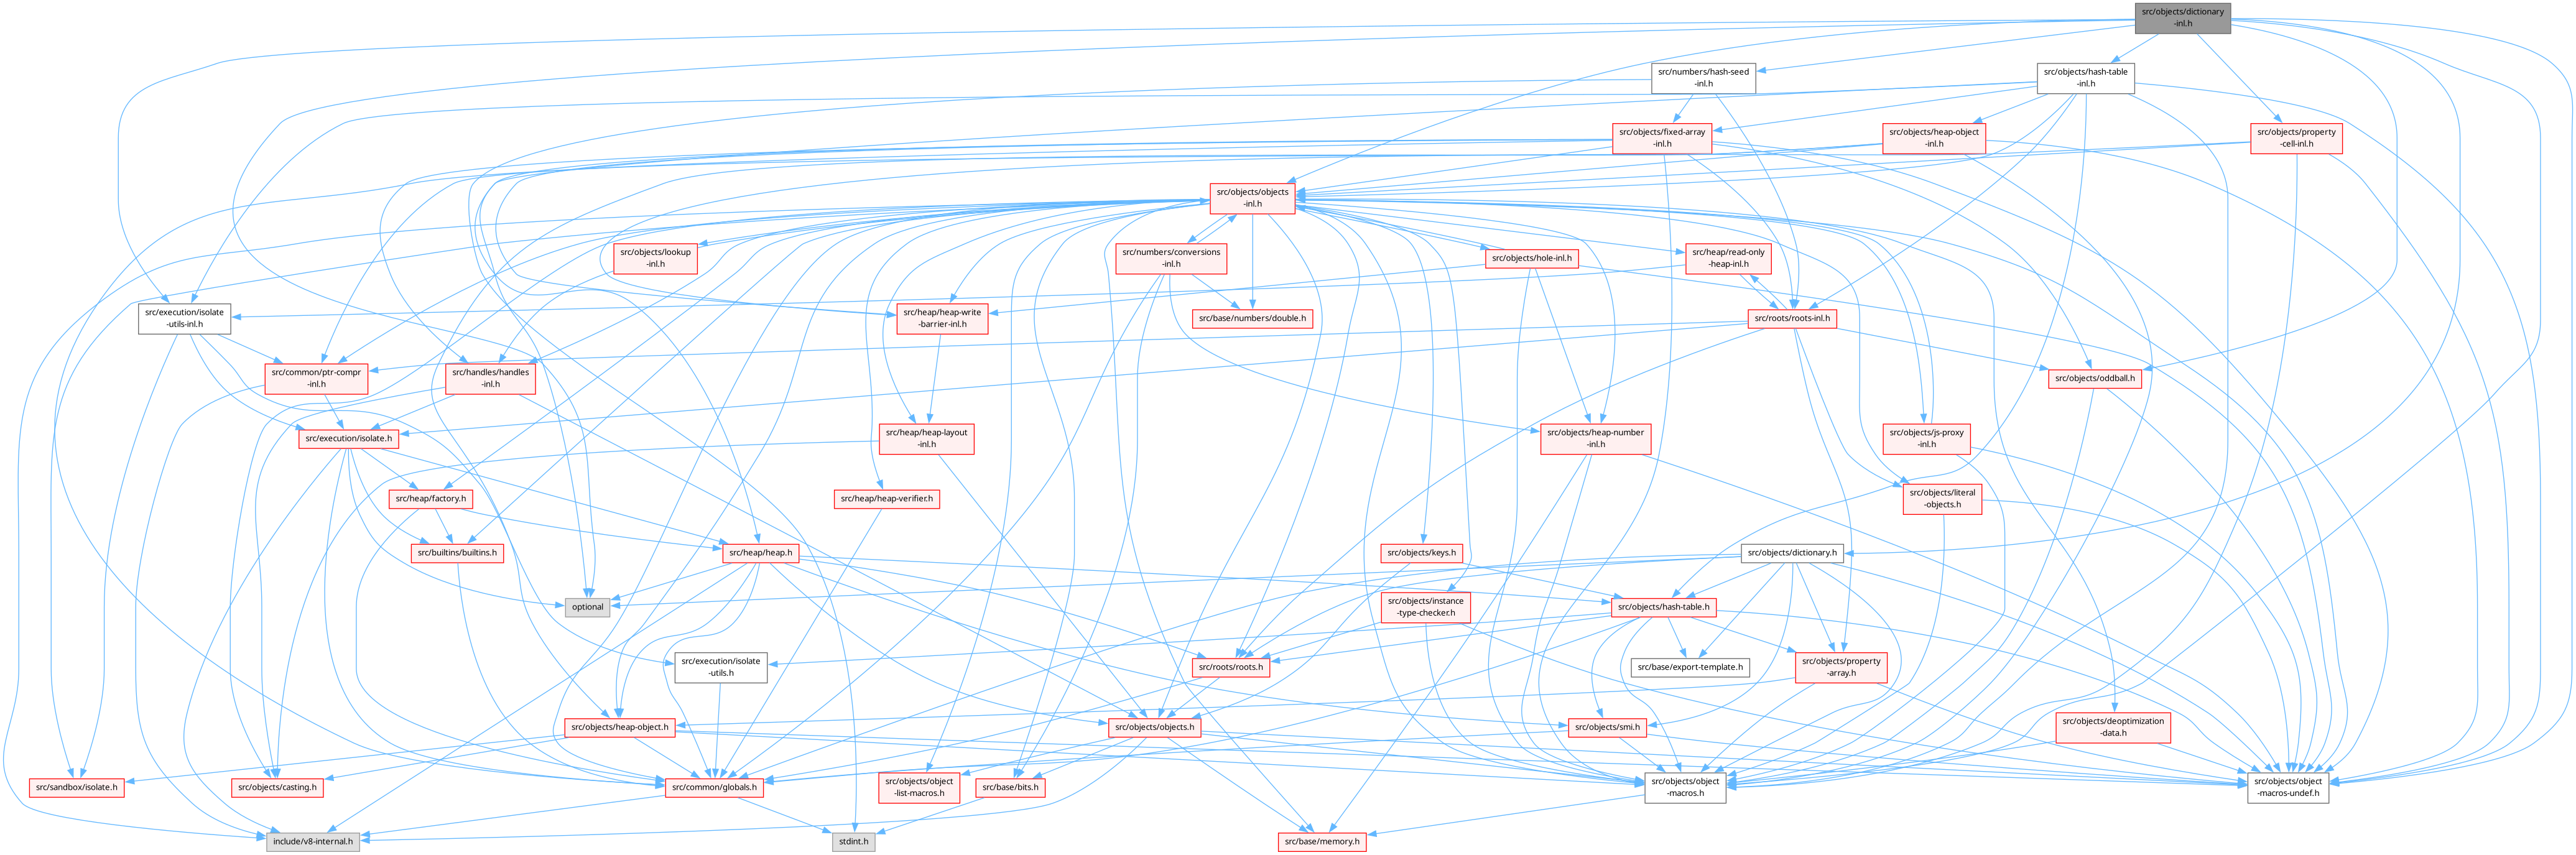 src/objects/dictionary
-inl.h
src/numbers/hash-seed
-inl.h
src/objects/hash-table
-inl.h
src/objects/fixed-array
-inl.h
src/objects/heap-object
-inl.h
src/objects/property
-cell-inl.h
src/objects/objects
-inl.h
src/objects/lookup
-inl.h
src/numbers/conversions
-inl.h
src/objects/hole-inl.h
src/heap/read-only
-heap-inl.h
src/execution/isolate
-utils-inl.h
src/heap/heap-write
-barrier-inl.h
src/base/numbers/double.h
src/roots/roots-inl.h
src/common/ptr-compr
-inl.h
src/handles/handles
-inl.h
src/objects/oddball.h
src/execution/isolate.h
src/heap/heap-layout
-inl.h
src/objects/heap-number
-inl.h
src/objects/js-proxy
-inl.h
src/heap/factory.h
src/heap/heap-verifier.h
src/objects/literal
-objects.h
src/builtins/builtins.h
src/heap/heap.h
src/objects/keys.h
src/objects/dictionary.h
optional
src/objects/instance
-type-checker.h
src/objects/hash-table.h
src/execution/isolate
-utils.h
src/roots/roots.h
src/base/export-template.h
src/objects/property
-array.h
src/objects/heap-object.h
src/objects/objects.h
src/objects/smi.h
src/objects/deoptimization
-data.h
src/sandbox/isolate.h
src/objects/casting.h
src/common/globals.h
src/objects/object
-list-macros.h
src/base/bits.h
src/objects/object
-macros.h
src/objects/object
-macros-undef.h
include/v8-internal.h
stdint.h
src/base/memory.h